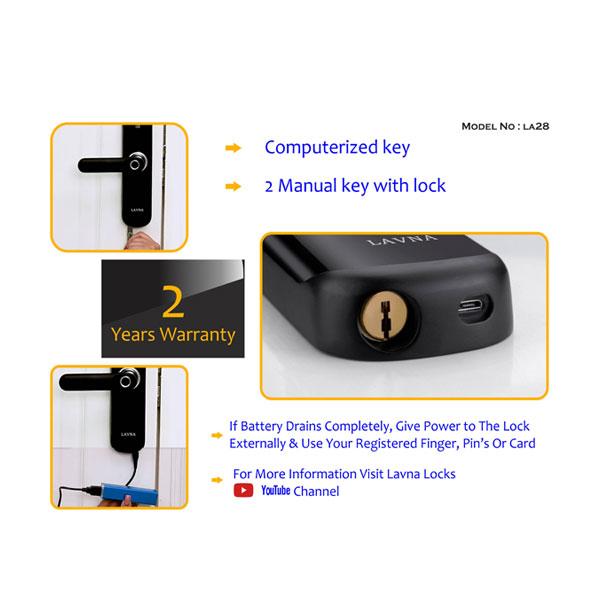 MODEL NO : LA28
Computerized key
2 Manual key with lock
LAVNA
LAVNA
2
Years Warranty
LAVNA
If Battery Drains Completely, Give Power to The Lock
Externally & Use Your Registered Finger, Pin’s Or Card
For More Information Visit Lavna Locks
YouTube Channel